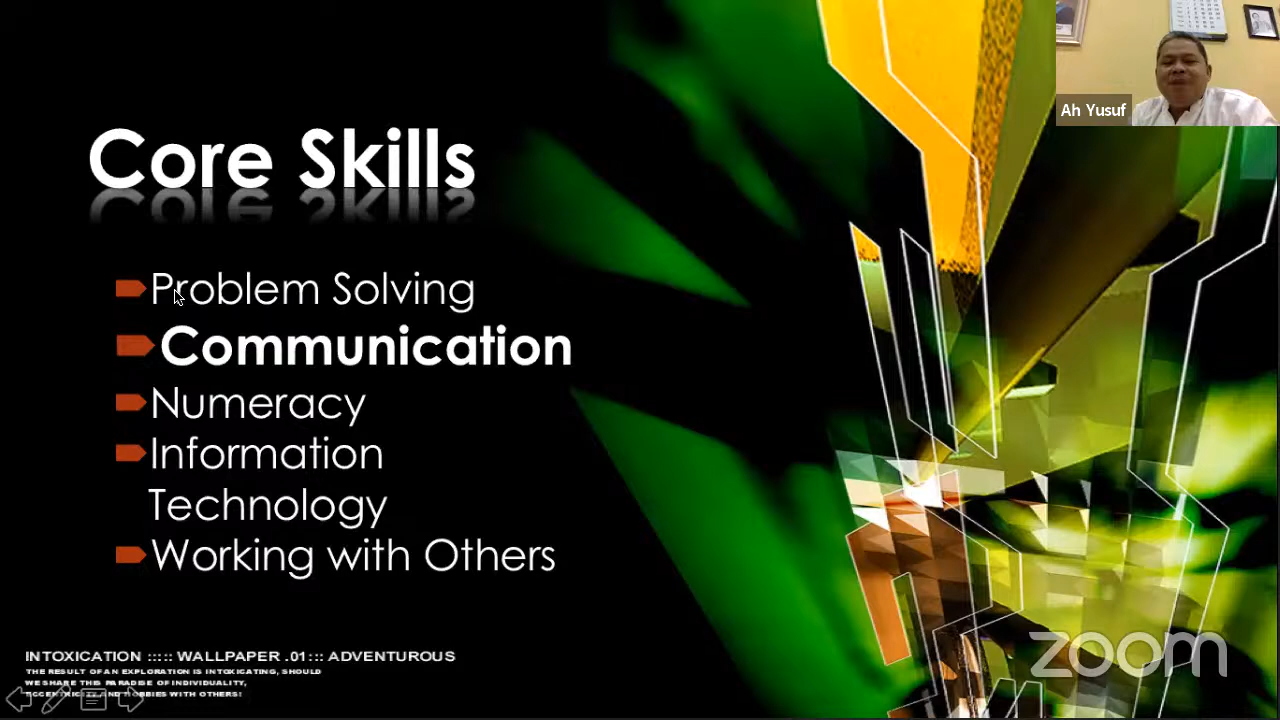 Ah Yusuf
Core Skills
Problem Solving
Communication
Numeracy
Information
Technology
Working with Others
INTOXICATION ::::: WALLPAPER .01::: ADVENTUROUS
THE RESULT OF AN EXPLORATION IS INTOXICATING, SHOULD
WE SHARE THIS PARADISE OF INDIVIDUALITY,
AND HOBBIES WITH OTHERS!
zoom